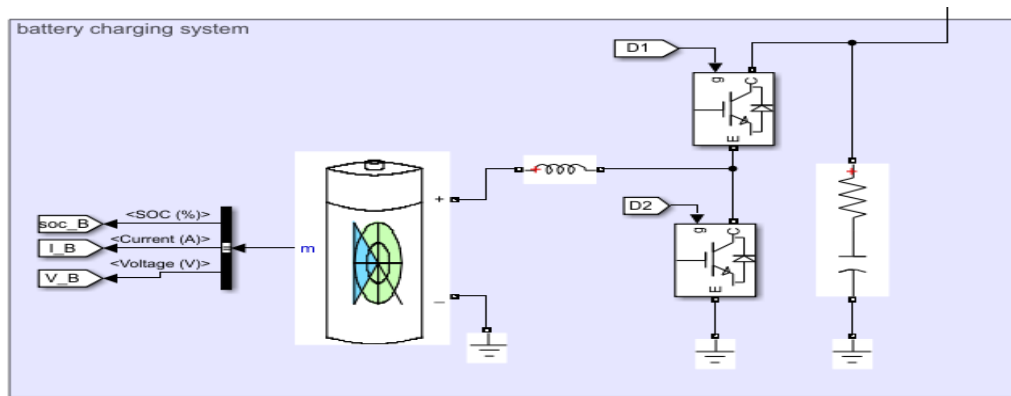 battery charging system
D1
g
C
E
+
<SOC (%)>
soc_B
D2
g
C
<Current (A)>
I_B
m
<Voltage (V)>
V_B
E
_